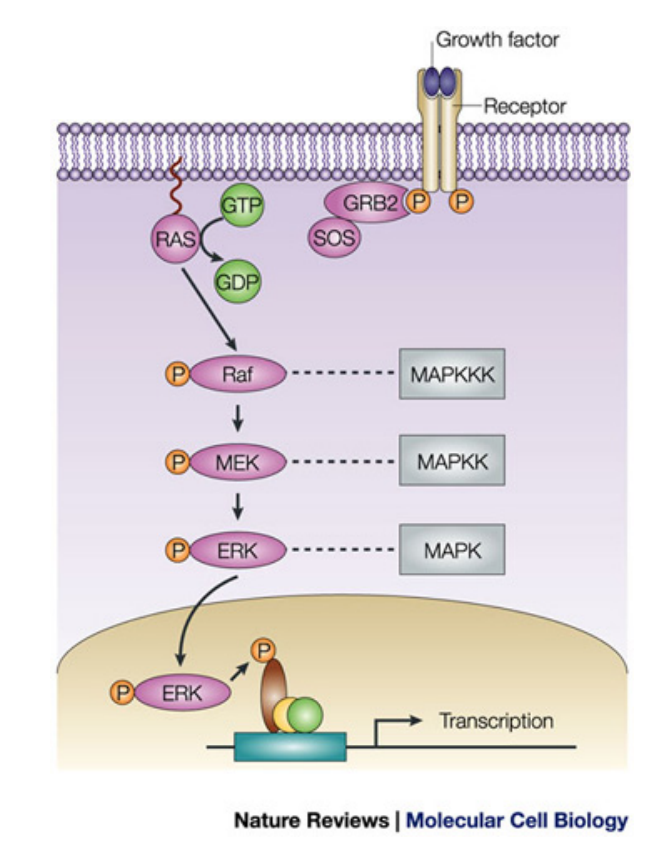 Growth factor
Receptor
GTP
GRB2 P P
RAS
SOS
GDP
P Raf MAPKKK
P MEK MAPKK
P ERK MAPK
P
P ERK
Transcription
Nature Reviews | Molecular Cell Biology